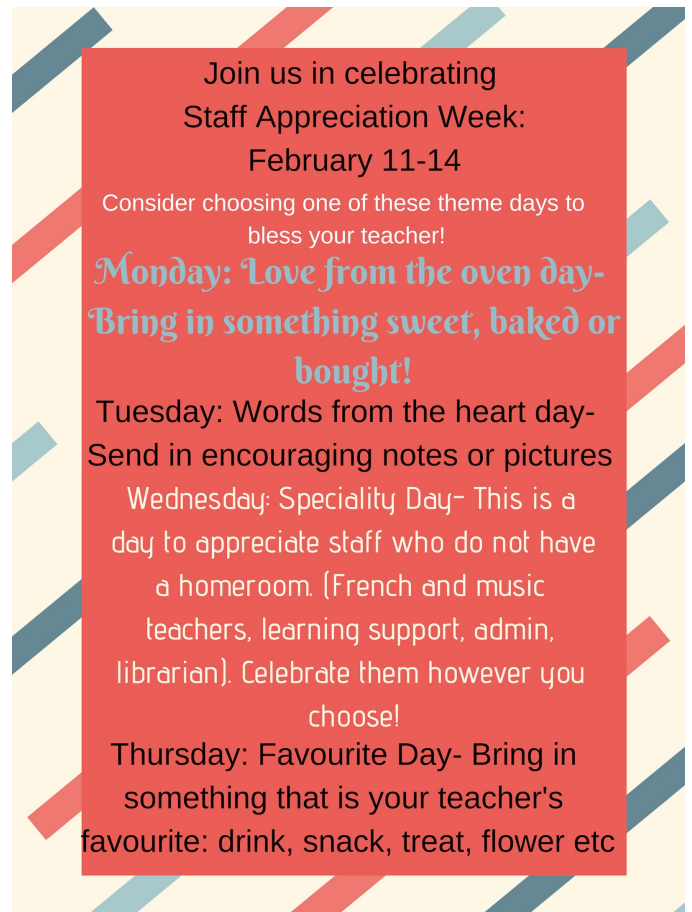 Join us in celebrating
Staff Appreciation Week:
February 11-14
Consider choosing one of these theme days to
bless your teacher!
Monday: Love from the oven day-
Bring in something sweet, baked or
bought!
Tuesday: Words from the heart day-
Send in encouraging notes or pictures
Wednesday: Speciality Day- This is a
day to appreciate staff who do not have
a homeroom. (French and music
teachers, learning support, admin,
librarian). Celebrate them however you
choose!
Thursday: Favourite Day- Bring in
something that is your teacher's
favourite: drink, snack, treat, flower etc